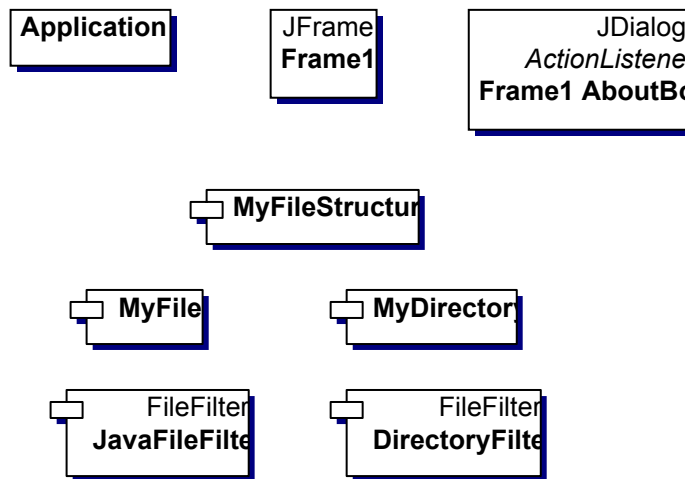 Application
JFrame
Frame1
JDialog
ActionListene
Frame1 AboutBo
MyFileStructur
MyFile
MyDirectory
FileFilter
JavaFileFilte
FileFilter
DirectoryFilte